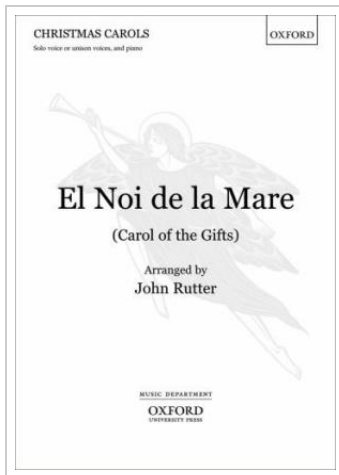 CHRISTMAS CAROLS
OXFORD
Solo voice or unison voices, and piano
El Noi de la Mare
(Carol of the Gifts)
Arranged by
John Rutter
MUSIC DEPARTMENT
OXFORD
UNIVERSITY PRESS